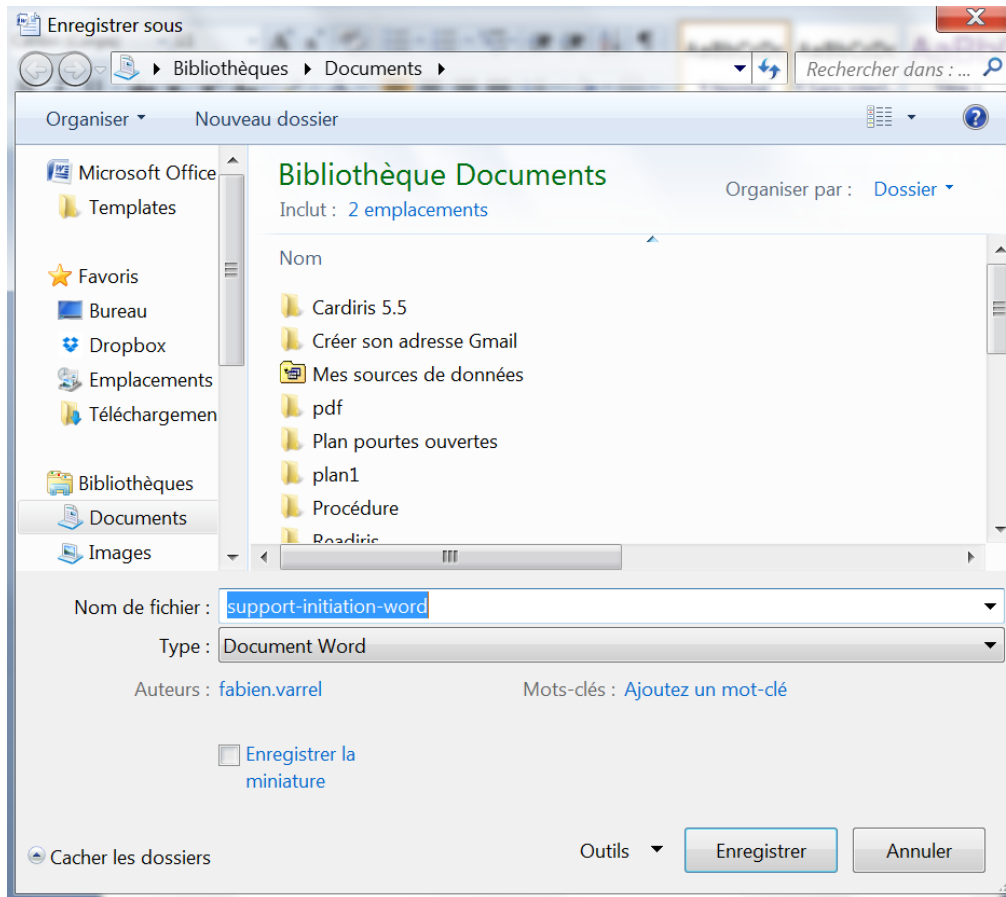 Enregistrer sous
Bibliothèques Documents
Rechercher dans : ...
Organiser Nouveau dossier
Microsoft Office
Templates
Favoris
Bureau
Dropbox
Emplacements
Téléchargemen
Bibliothèques
Documents
Images
Bibliothèque Documents
Inclut : 2 emplacements
Organiser par : Dossier
Nom
Cardiris 5.5
Créer son adresse Gmail
Mes sources de données
pdf
Plan pourtes ouvertes
plan1
Procédure
Readiris
Nom de fichier : support-initiation-word
Type : Document Word
Auteurs : fabien.varrel Mots-clés : Ajoutez un mot-clé
Enregistrer la
miniature
Cacher les dossiers
Outils Enregistrer Annuler